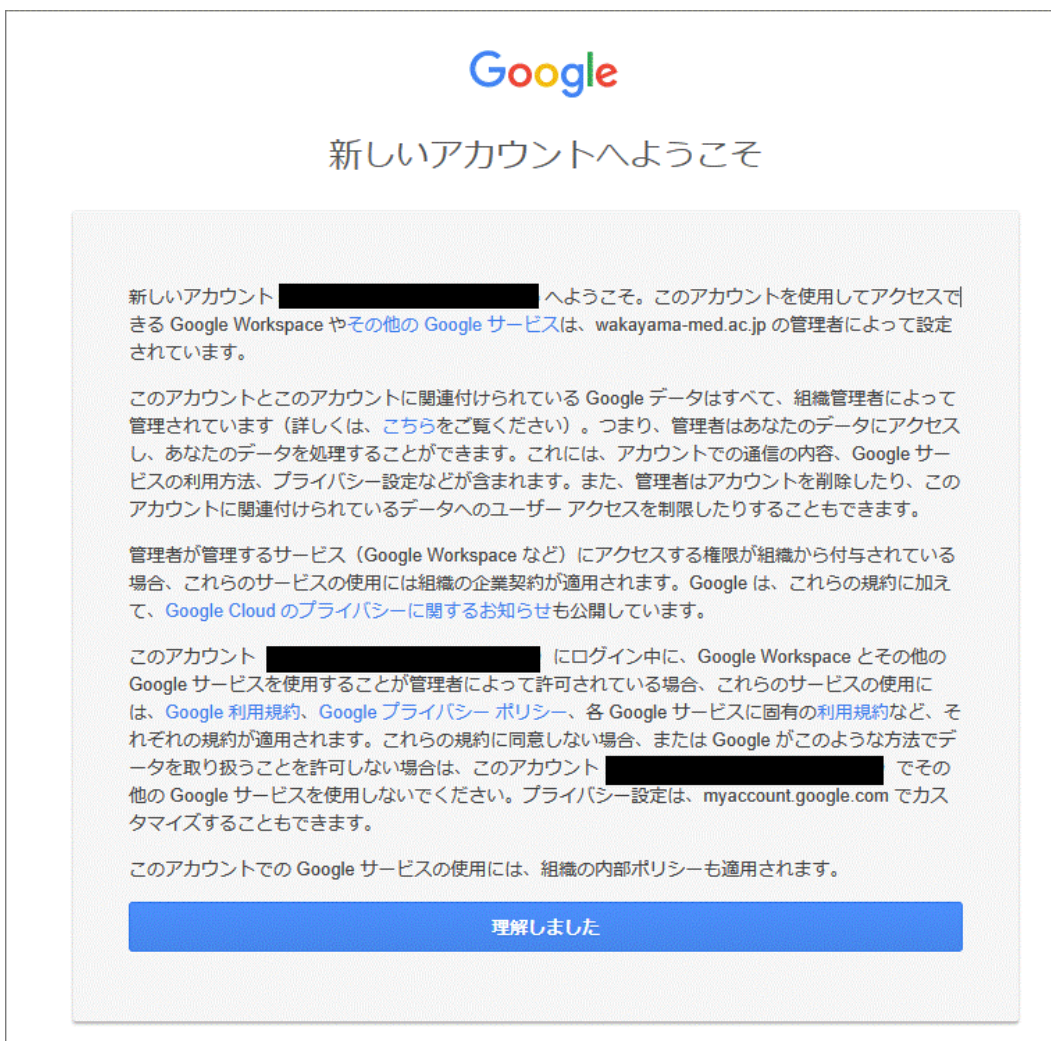 Google
新しいアカウントへようこそ
新しいアカウント へようこそ。このアカウントを使用してアクセスで
きる Google Workspace やその他の Google サービスは、wakayama-med.ac.jp の管理者によって設定
されています。
このアカウントとこのアカウントに関連付けられている Google データはすべて、組織管理者によって
管理されています（詳しくは、こちらをご覧ください）。つまり、管理者はあなたのデータにアクセス
し、あなたのデータを処理することができます。これには、アカウントでの通信の内容、Google サー
ビスの利用方法、プライバシー設定などが含まれます。また、管理者はアカウントを削除したり、この
アカウントに関連付けられているデータへのユーザー アクセスを制限したりすることもできます。
管理者が管理するサービス（Google Workspace など）にアクセスする権限が組織から付与されている
場合、これらのサービスの使用には組織の企業契約が適用されます。Google は、これらの規約に加え
て、Google Cloud のプライバシーに関するお知らせも公開しています。
このアカウント にログイン中に、Google Workspace とその他の
Google サービスを使用することが管理者によって許可されている場合、これらのサービスの使用に
は、Google 利用規約、Google プライバシー ポリシー、各 Google サービスに固有の利用規約など、そ
れぞれの規約が適用されます。これらの規約に同意しない場合、または Google がこのような方法でデ
ータを取り扱うことを許可しない場合は、このアカウント でその
他の Google サービスを使用しないでください。プライバシー設定は、myaccount.google.com でカス
タマイズすることもできます。
このアカウントでの Google サービスの使用には、組織の内部ポリシーも適用されます。
理解しました